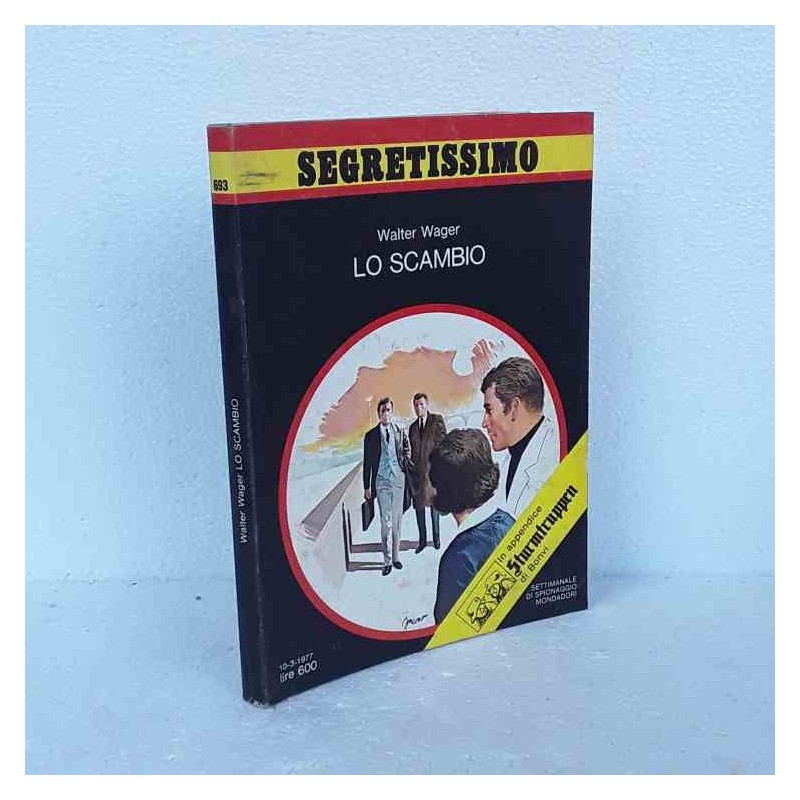 693
SEGRETISSIMO
Walter Wager
LO SCAMBIO
Walter Wager LO SCAMBIO
in appendice
Sturmtruppen
di Bonvi
SETTIMANALE
DI SPIONAGGIO
MONDADORI
10-3-1977
lire 600